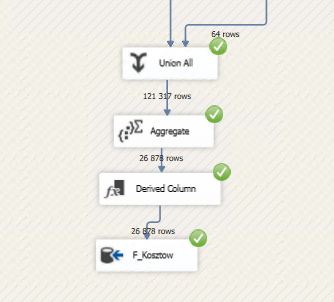 64 rows
Union All
121 317 rows
Aggregate
26 878 rows
Derived Column
26 878 rows
F_Kosztow